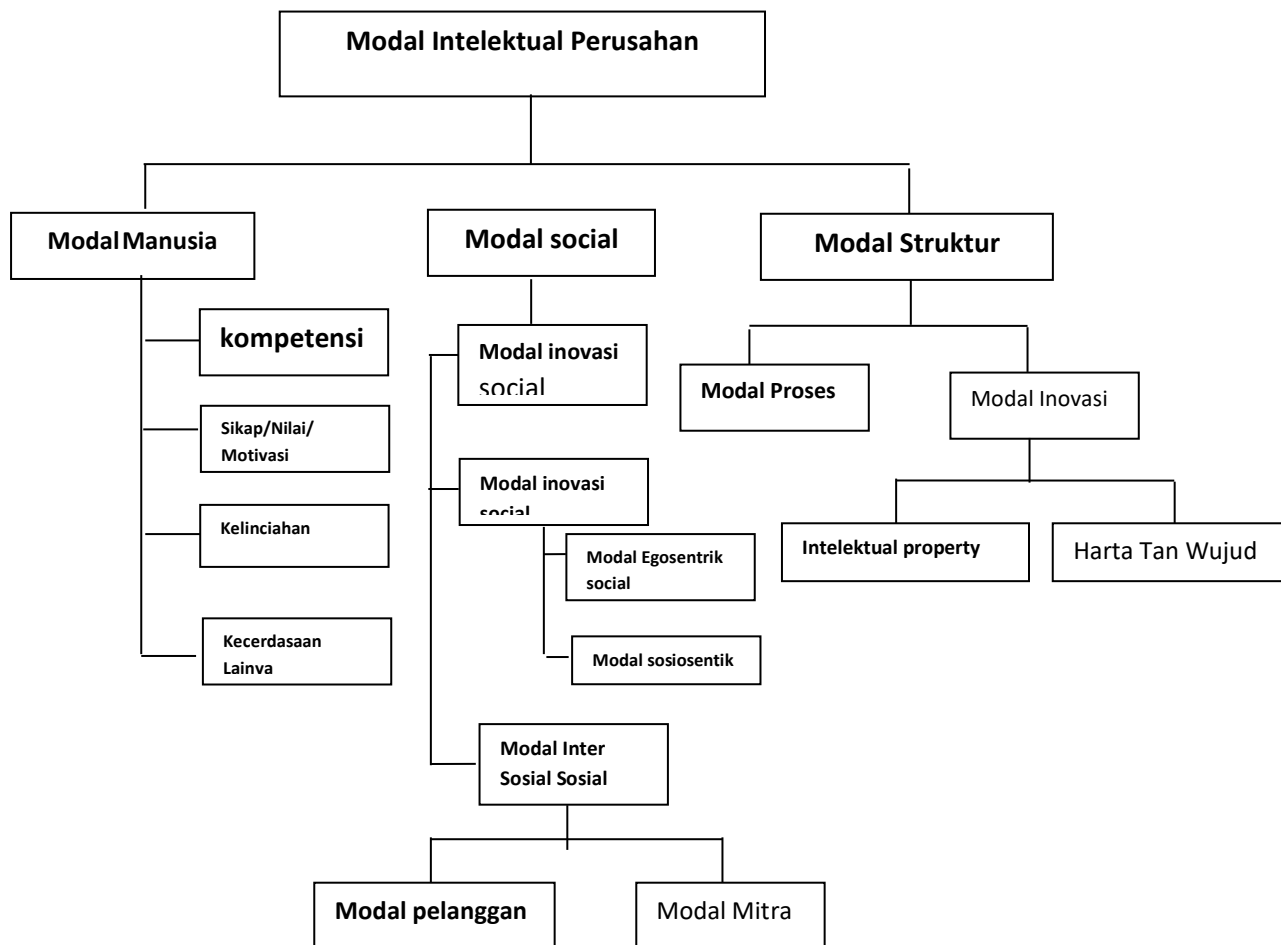 Modal Intelektual Perusahan
Modal Manusia
Modal social
Modal Struktur
kompetensi
Sikap/Nilai/
Motivasi
Kelinciahan
Kecerdasaan
Lainva
Modal inovasi
social
Modal inovasi
social
Modal Egosentrik
social
Modal sosiosentik
Modal Inter
Sosial Sosial
Modal pelanggan
Modal Mitra
Modal Proses
Modal Inovasi
Intelektual property
Harta Tan Wujud